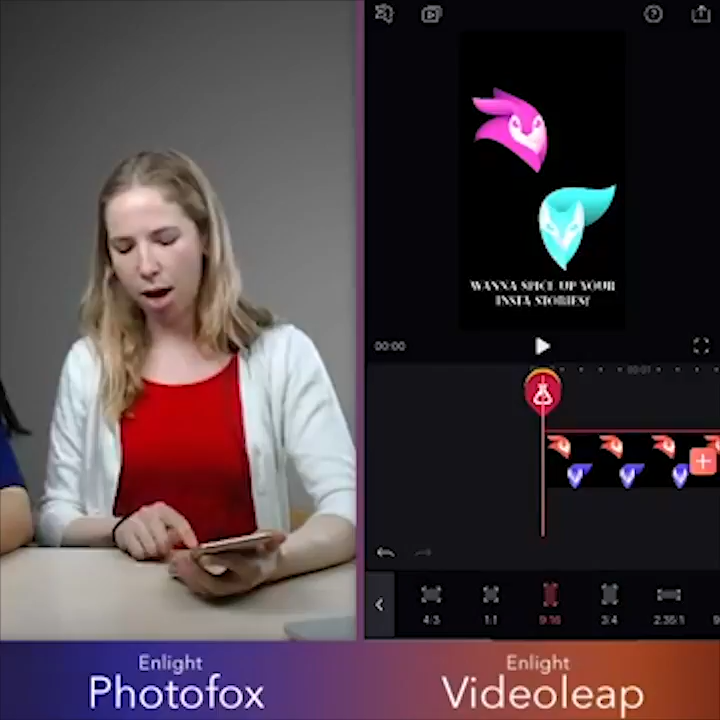 WANNA SPICE UP YOUR
INSTA STORIES?
00:00
4:3
1:1
9:16
3:4
2.35:1
Enlight
Photofox
Enlight
Videoleap